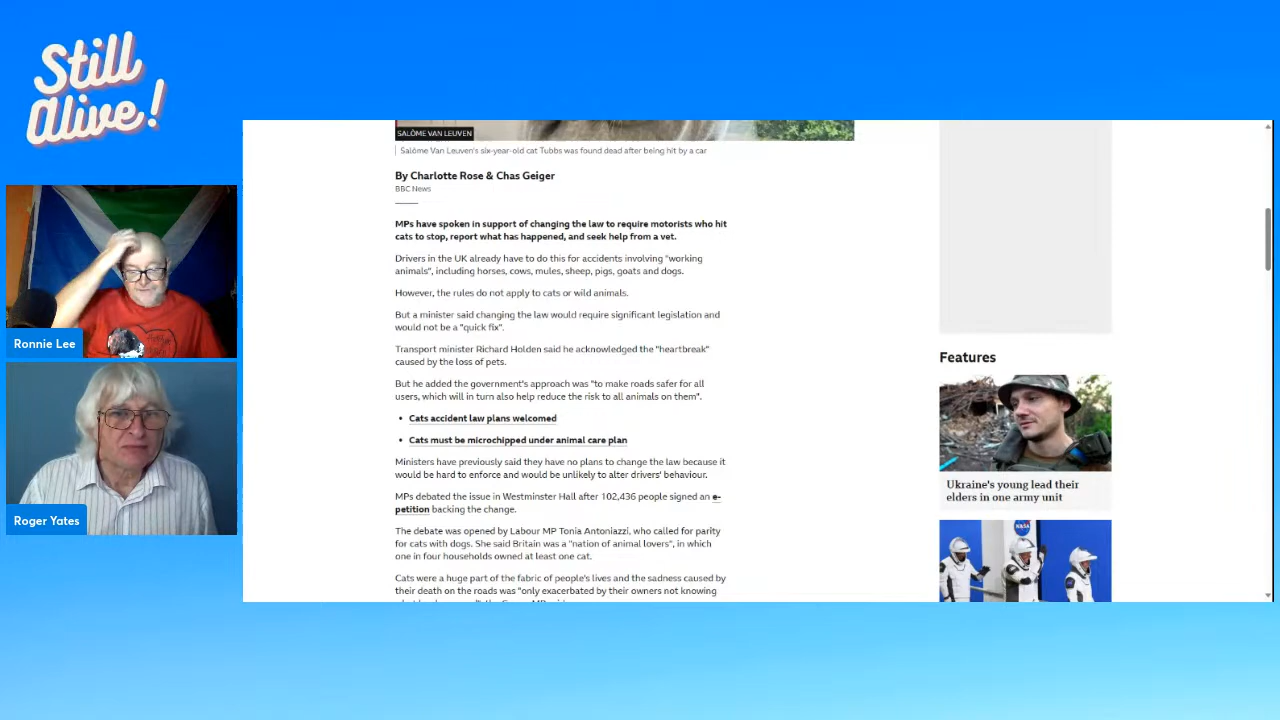 Still
Alive!
SALÔME VAN LEUVEN
Salôme Van Leuven's six-year-old cat Tubbs was found dead after being hit by a car
By Charlotte Rose & Chas Geiger
BBC News
MPs have spoken in support of changing the law to require motorists who hit
cats to stop, report what has happened, and seek help from a vet.
Drivers in the UK already have to do this for accidents involving "working
animals", including horses, cows, mules, sheep, pigs, goats and dogs.
However, the rules do not apply to cats or wild animals.
But a minister said changing the law would require significant legislation and
would not be a "quick fix".
Transport minister Richard Holden said he acknowledged the "heartbreak"
caused by the loss of pets.
But he added the government's approach was "to make roads safer for all
users, which will in turn also help reduce the risk to all animals on them".
• Cats accident law plans welcomed
• Cats must be microchipped under animal care plan
Ministers have previously said they have no plans to change the law because it
would be hard to enforce and would be unlikely to alter drivers' behaviour.
MPs debated the issue in Westminster Hall after 102,436 people signed an e-
petition backing the change.
The debate was opened by Labour MP Tonia Antoniazzi, who called for parity
for cats with dogs. She said Britain was a "nation of animal lovers", in which
one in four households owned at least one cat.
Cats were a huge part of the fabric of people's lives and the sadness caused by
their death on the roads was "only exacerbated by their owners not knowing
Features
Ukraine's young lead their
elders in one army unit
NASA
Ronnie Lee
Roger Yates